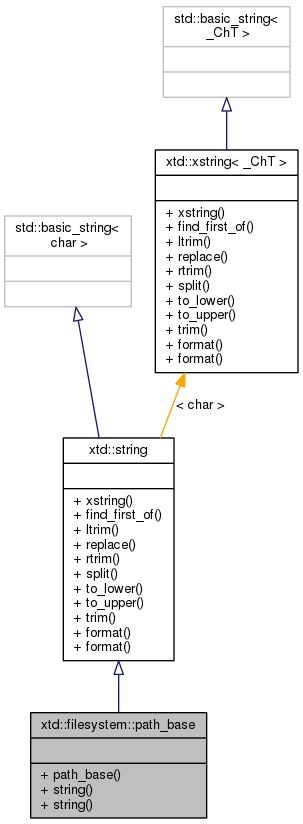 std::basic_string<
_ChT >
xtd::xstring< _ChT >
+ xstring()
+ find_first_of()
+ ltrim()
+ replace()
+ rtrim()
+ split()
+ to_lower()
+ to_upper()
+ trim()
+ format()
+ format()
std::basic_string<
char >
< char >
xtd::string
+ xstring()
+ find_first_of()
+ ltrim()
+ replace()
+ rtrim()
+ split()
+ to_lower()
+ to_upper()
+ trim()
+ format()
+ format()
xtd::filesystem::path_base
+ path_base()
+ string()
+ string()